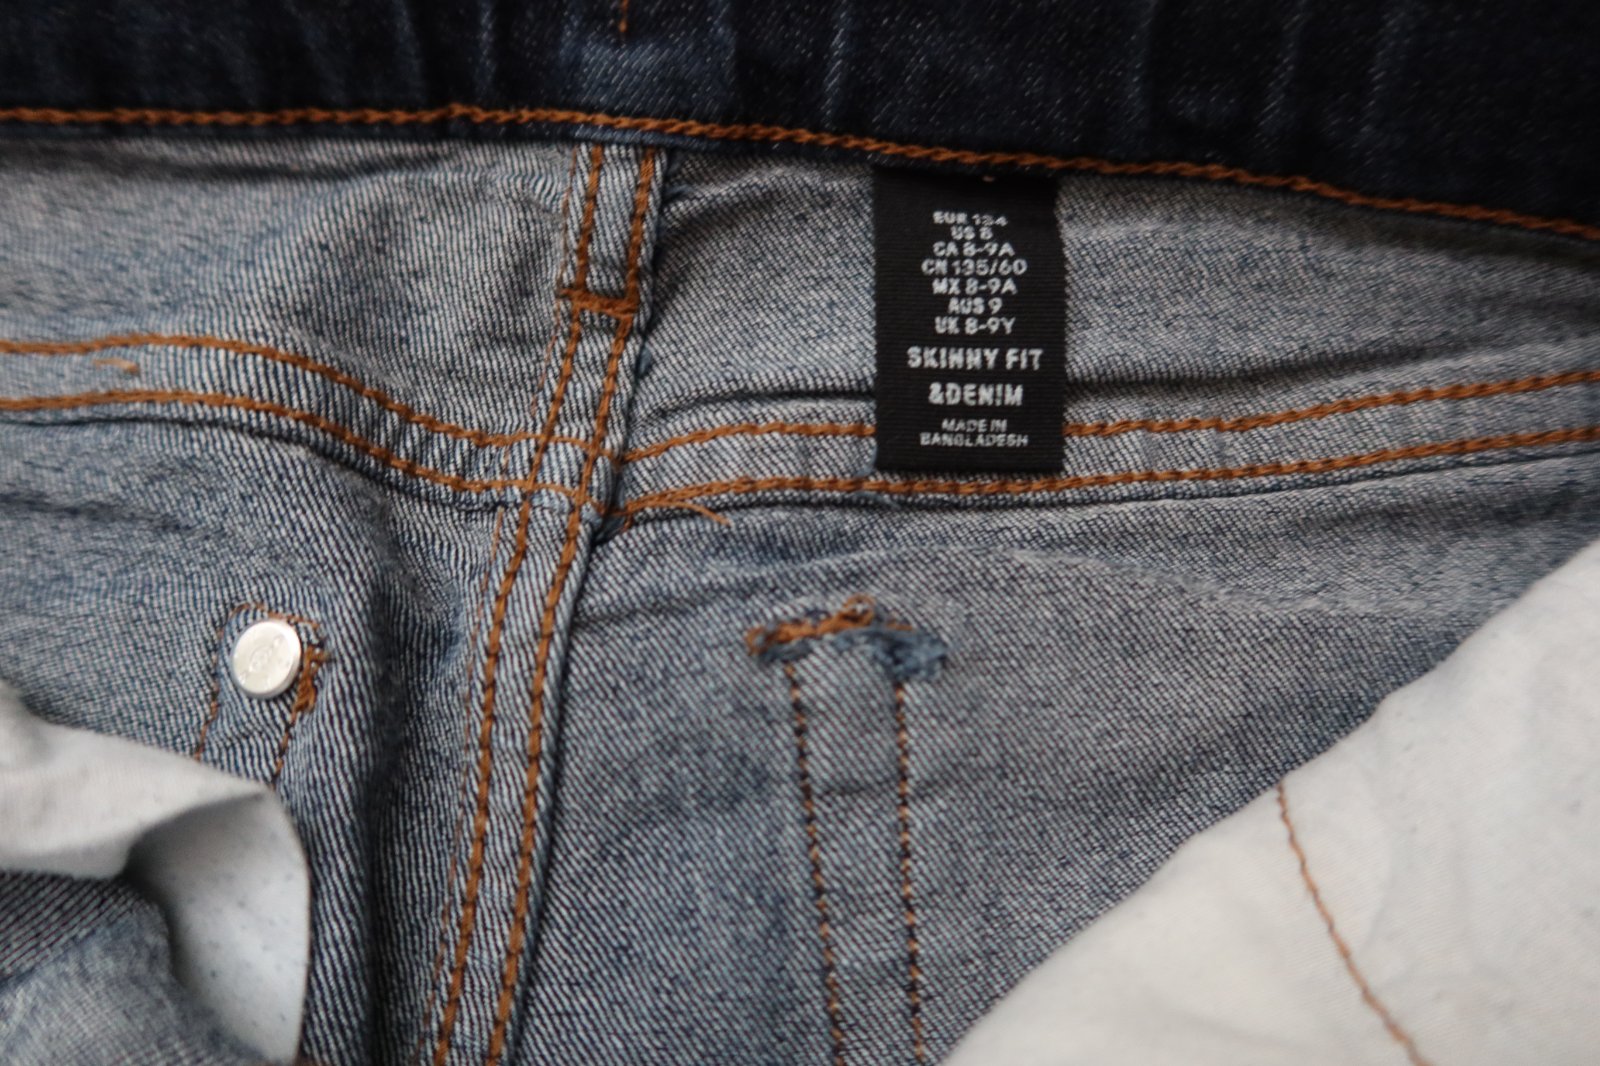 EUR 134
US 8
CA 8-9A
CN 135/60
MX 8-9A
AUS 9
UK 8-9Y
SKINNY FIT
&DENIM
MADE IN
BANGLADESH